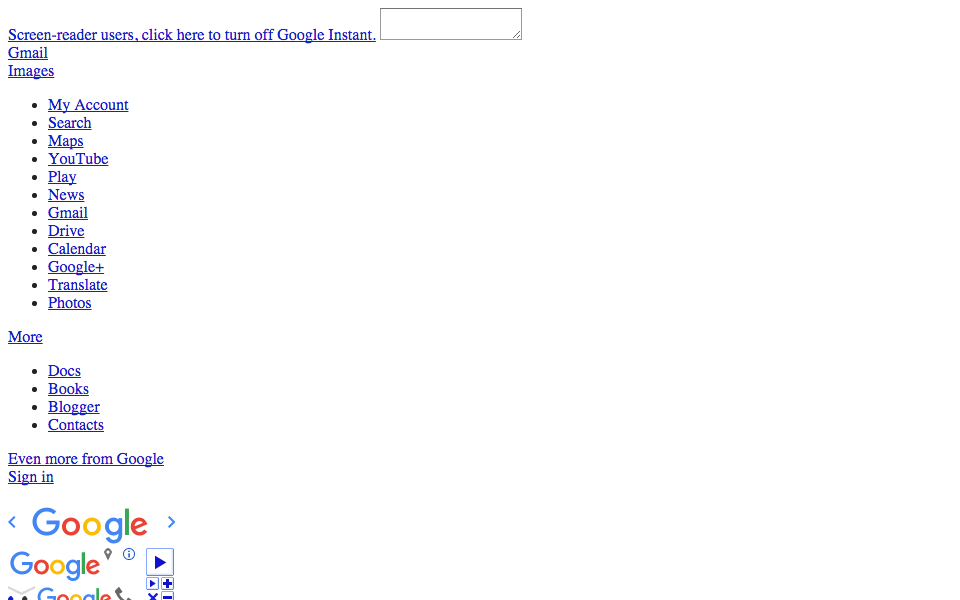 Screen-reader users, click here to turn off Google Instant.
Gmail
Images
My Account
Search
Maps
YouTube
Play
News
Gmail
Drive
Calendar
Google+
Translate
Photos
More
Docs
Books
Blogger
Contacts
Even more from Google
Sign in
Google
Google
Google